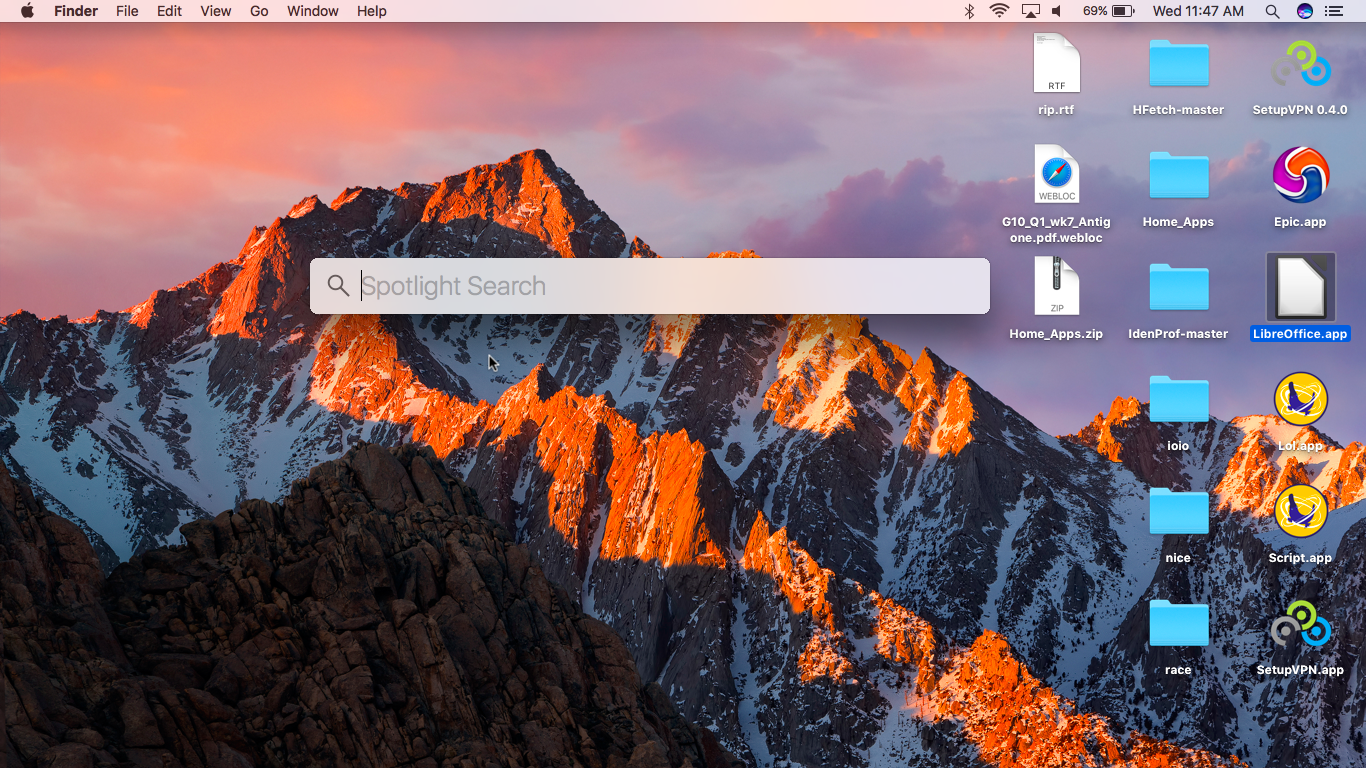 Finder File Edit View Go Window Help 69% Wed 11:47 AM
RTF
rip.rtf HFetch-master SetupVPN 0.4.0
WEBLOC
G10_Q1_wk7_Antig
one.pdf.webloc
Home_Apps Epic.app
Spotlight Search
ZIP
Home_Apps.zip IdenProf-master LibreOffice.app
ioio Lol.app
nice Script.app
race SetupVPN.app